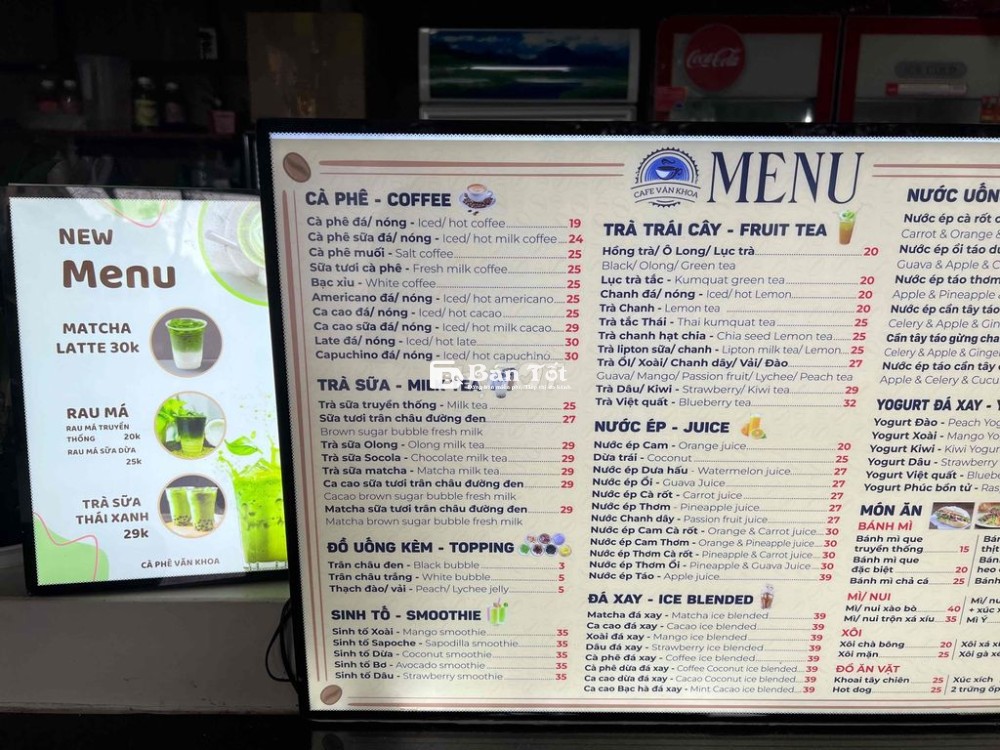 Coca-Cola
NEW
Menu
MATCHA
LATTE 30k
RAU MÁ
RAU MÁ TRUYỀN
THỐNG 20k
RAU MÁ SỮA DỪA
25k
TRÀ SỮA
THÁI XANH
29k
CÀ PHÊ VĂN KHOA
CAFE VĂN KHOA
MENU
CÀ PHÊ - COFFEE
Cà phê đá/ nóng - Iced/ hot coffee 19
Cà phê sữa đá/ nóng - Iced/ hot milk coffee 24
Cà phê muối - Salt coffee 25
Sữa tươi cà phê - Fresh milk coffee 25
Bạc xỉu - White coffee 25
Americano đá/ nóng - Iced/ hot americano 25
Ca cao đá/ nóng - Iced/ hot cacao 25
Ca cao sữa đá/ nóng - Iced/ hot milk cacao 29
Late đá/ nóng - Iced/ hot late 30
Capuchino đá/ nóng - Iced/ hot capuchino 30
Bán Tốt
TRÀ SỮA - MILK TEA
Trà sữa truyền thống - Milk tea 25
Sữa tươi trân châu đường đen 27
Brown sugar bubble fresh milk
Trà sữa Olong - Olong milk tea 29
Trà sữa Socola - Chocolate milk tea 29
Trà sữa matcha - Matcha milk tea 29
Ca cao sữa tươi trân châu đường đen 29
Cacao brown sugar bubble fresh milk
Matcha sữa tươi trân châu đường đen 29
Matcha brown sugar bubble fresh milk
ĐỒ UỐNG KÈM - TOPPING
Trân châu đen - Black bubble 3
Trân châu trắng - White bubble 5
Thạch đào/ vải - Peach/ Lychee jelly 5
SINH TỐ - SMOOTHIE
Sinh tố Xoài - Mango smoothie 35
Sinh tố Sapoche - Sapodilla smoothie 35
Sinh tố Dừa - Coconut smoothie 35
Sinh tố Bơ - Avocado smoothie 35
Sinh tố Dâu - Strawberry smoothie 35
TRÀ TRÁI CÂY - FRUIT TEA
Hồng trà/ Ô Long/ Lục trà 20
Black/ Olong/ Green tea
Lục trà tắc - Kumquat green tea 20
Chanh đá/ nóng - Iced/ hot Lemon 20
Trà Chanh - Lemon tea 20
Trà tắc Thái - Thai kumquat tea 25
Trà chanh hạt chia - Chia seed Lemon tea 25
Trà lipton sữa/ chanh - Lipton milk tea/ Lemon 25
Trà Ổi/ Xoài/ Chanh dây/ Vải/ Đào 27
Guava/ Mango/ Passion fruit/ Lychee/ Peach tea
Trà Dâu/ Kiwi - Strawberry/ Kiwi tea 29
Trà Việt quất - Blueberry tea 32
NƯỚC ÉP - JUICE
Nước ép Cam - Orange juice 20
Dừa trái - Coconut 25
Nước ép Dưa hấu - Watermelon juice 27
Nước ép Ổi - Guava Juice 27
Nước ép Cà rốt - Carrot juice 27
Nước ép Thơm - Pineapple juice 27
Nước Chanh dây - Passion fruit juice 27
Nước ép Cam Cà rốt - Orange & Carrot juice 30
Nước ép Cam Thơm - Orange & Pineapple juice 30
Nước ép Thơm Cà rốt - Pineapple & Carrot juice 30
Nước ép Thơm Ổi - Pineapple & Guava Juice 30
Nước ép Táo - Apple juice 39
ĐÁ XAY - ICE BLENDED
Matcha đá xay - Matcha ice blended 39
Ca cao đá xay - Cacao ice blended 39
Xoài đá xay - Mango ice blended 39
Dâu đá xay - Strawberry ice blended 39
Cà phê đá xay - Coffee ice blended 39
Cà phê dừa đá xay - Coffee Coconut ice blended 39
Ca cao dừa đá xay - Cacao Coconut ice blended 39
Ca cao Bạc hà đá xay - Mint Cacao ice blended 39
NƯỚC UỐN
Nước ép cà rốt c
Carrot & Orange &
Nước ép ổi táo dư
Guava & Apple & C
Nước ép táo thơm
Apple & Pineapple
Nước ép cần tây táo
Celery & Apple & Gin
Cần tây táo gừng cha
Celery & Apple & Ginge
Nước ép táo cần tây
Apple & Celery & Cucu
YOGURT ĐÁ XAY - Y
Yogurt Đào - Peach Yog
Yogurt Xoài - Mango Yo
Yogurt Kiwi - Kiwi Yogur
Yogurt Dâu - Strawberry
Yogurt Việt quất - Bluebe
Yogurt Phúc bồn tử - Ras
MÓN ĂN
BÁNH MÌ
Bánh mì que
truyền thống 15
Bánh mì que
đặc biệt 20
Bánh mì chả cá 25
Bán
thịt
Bán
heo
Bánh
MÌ/ NUI
Mì/ nui xào bò 40
Mì/ nui trộn xá xíu 35
Mì/ nu
+ xúc x
Mì Ý
XÔI
Xôi chà bông 20
Xôi mặn 25
Xôi xá x
Xôi gà x
ĐỒ ĂN VẶT
Khoai tây chiên 25
Hot dog 25
Xúc xích
2 trứng ốp